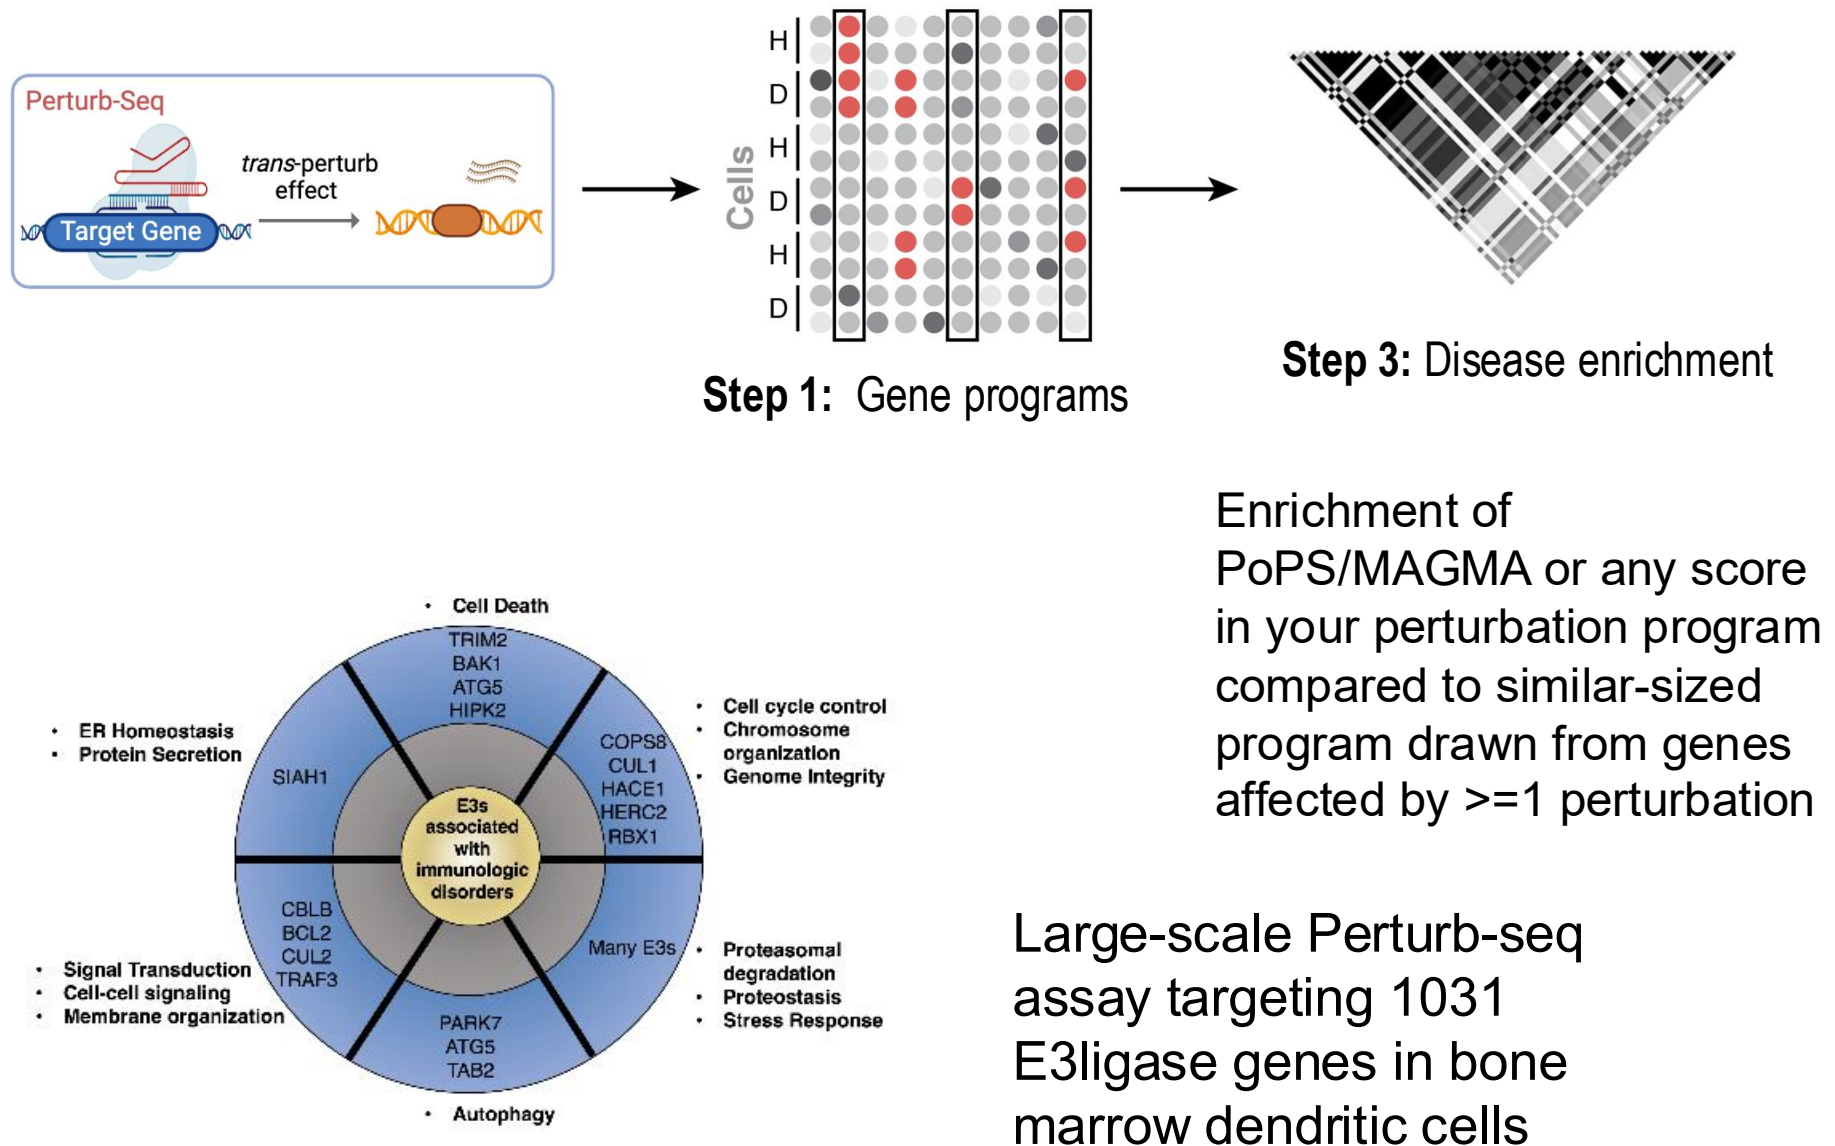 Perturb-Seq
trans-perturb
effect
Target Gene
Cells
H
D
H
D
H
D
Step 1: Gene programs
Step 3: Disease enrichment
Enrichment of
PoPS/MAGMA or any score
in your perturbation program
compared to similar-sized
program drawn from genes
affected by >=1 perturbation
• Cell Death
TRIM2
BAK1
ATG5
HIPK2
• Cell cycle control
• Chromosome
organization
• Genome Integrity
COPS8
CUL1
HACE1
HERC2
RBX1
• ER Homeostasis
• Protein Secretion
SIAH1
E3s
associated
with
immunologic
disorders
CBLB
BCL2
CUL2
TRAF3
• Signal Transduction
• Cell-cell signaling
• Membrane organization
Many E3s
• Proteasomal
degradation
• Proteostasis
• Stress Response
PARK7
ATG5
TAB2
• Autophagy
Large-scale Perturb-seq
assay targeting 1031
E3ligase genes in bone
marrow dendritic cells